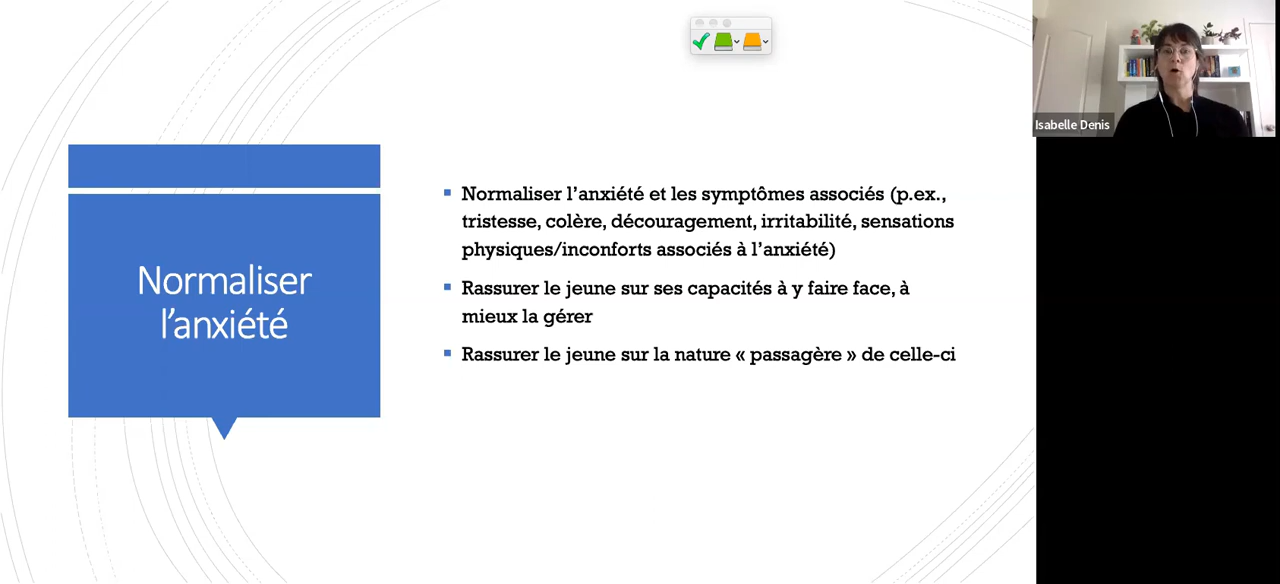 Isabelle Denis
Normaliser
l’anxiété
Normaliser l’anxiété et les symptômes associés (p.ex.,
tristesse, colère, découragement, irritabilité, sensations
physiques/inconforts associés à l’anxiété)
Rassurer le jeune sur ses capacités à y faire face, à
mieux la gérer
Rassurer le jeune sur la nature « passagère » de celle-ci